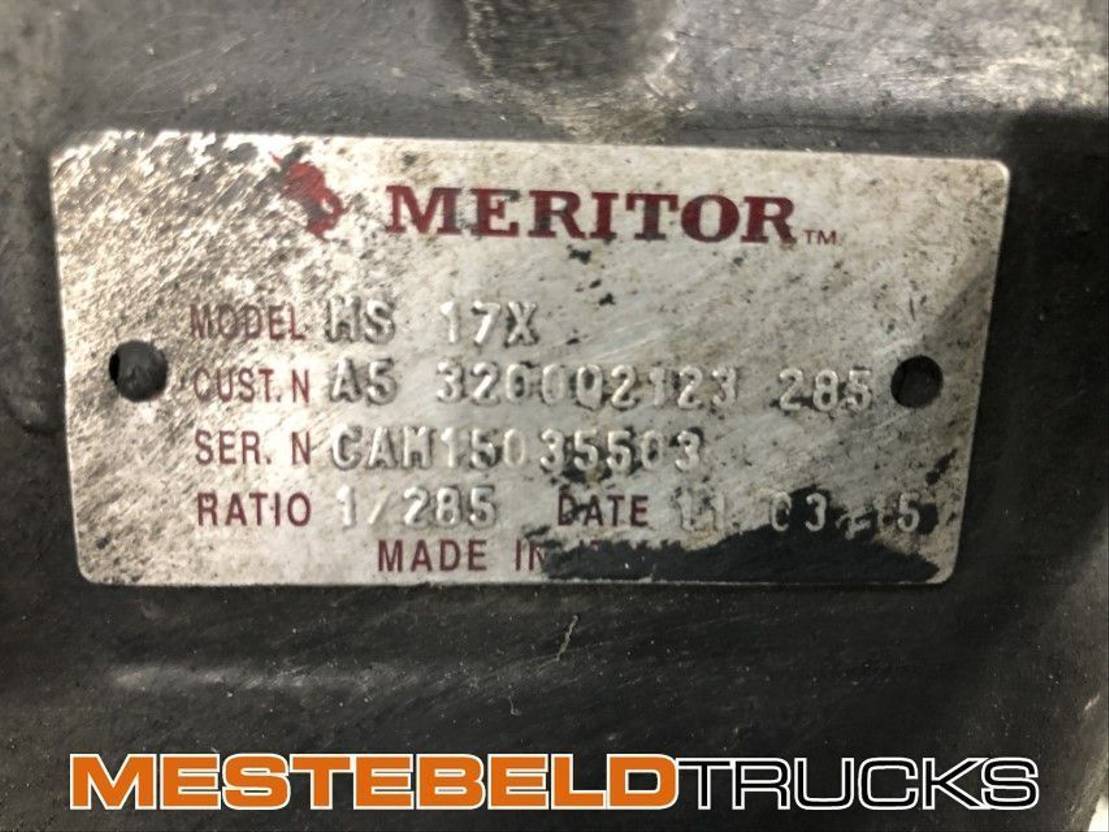 MERITOR™
MODEL MS 17X
CUST.N A5 3200002123 285
SER. N CAM15035503
RATIO 1/285 DATE 11 03-15
MADE IN
MESTEBELDTRUCKS